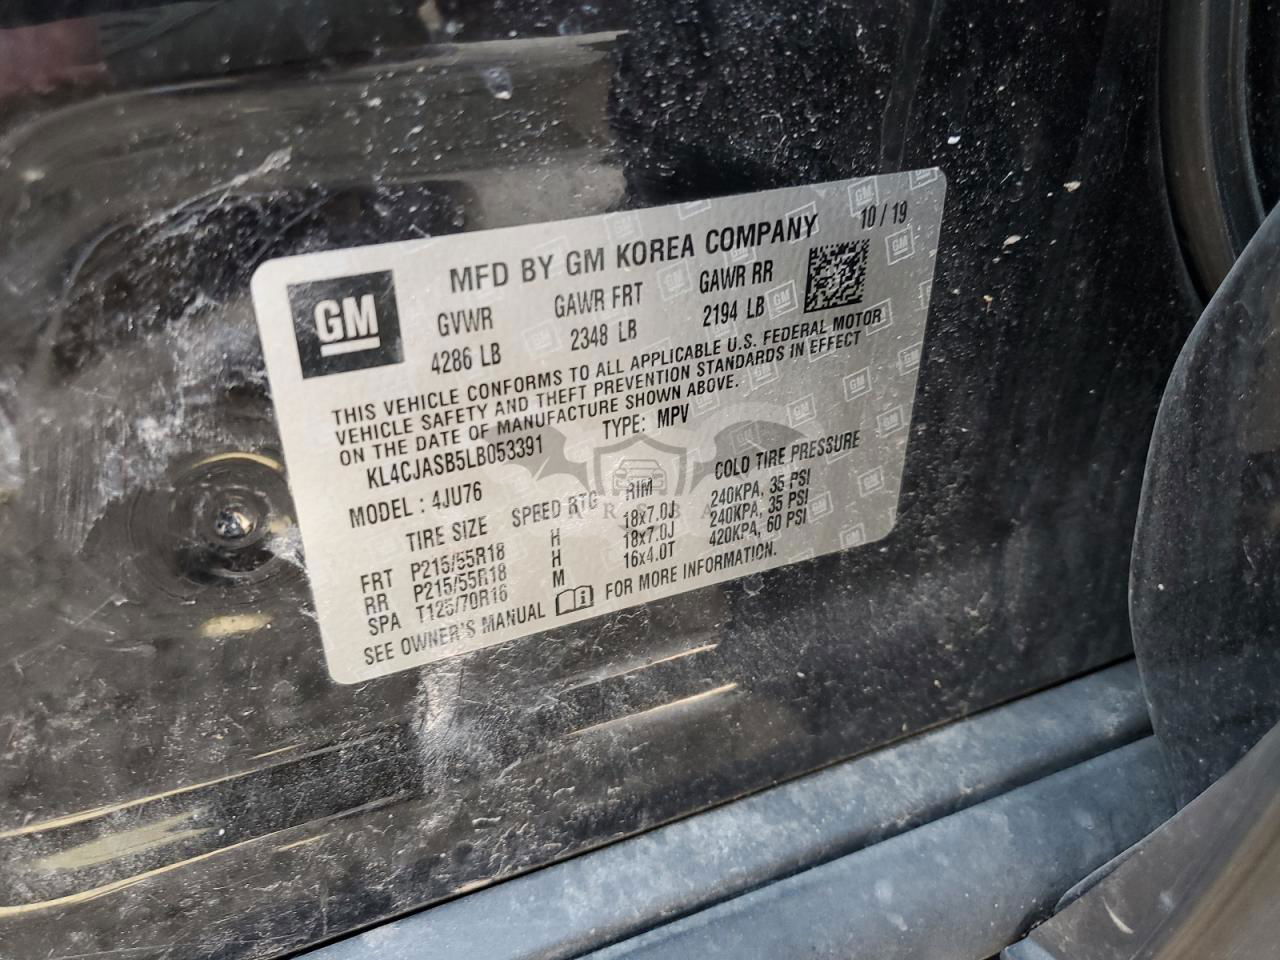 MFD BY GM KOREA COMPANY 10 / 19
GM
GVWR GAWR FRT GAWR RR
4286 LB 2348 LB 2194 LB
THIS VEHICLE CONFORMS TO ALL APPLICABLE U.S. FEDERAL MOTOR
VEHICLE SAFETY AND THEFT PREVENTION STANDARDS IN EFFECT
ON THE DATE OF MANUFACTURE SHOWN ABOVE.
KL4CJASB5LB053391 TYPE: MPV
MODEL : 4JU76
TIRE SIZE SPEED RTG RIM COLD TIRE PRESSURE
FRT P215/55R18 H 18x7.0J 240KPA, 35 PSI
RR P215/55R18 H 18x7.0J 240KPA, 35 PSI
SPA T125/70R16 M 16x4.0T 420KPA, 60 PSI
SEE OWNER'S MANUAL FOR MORE INFORMATION.